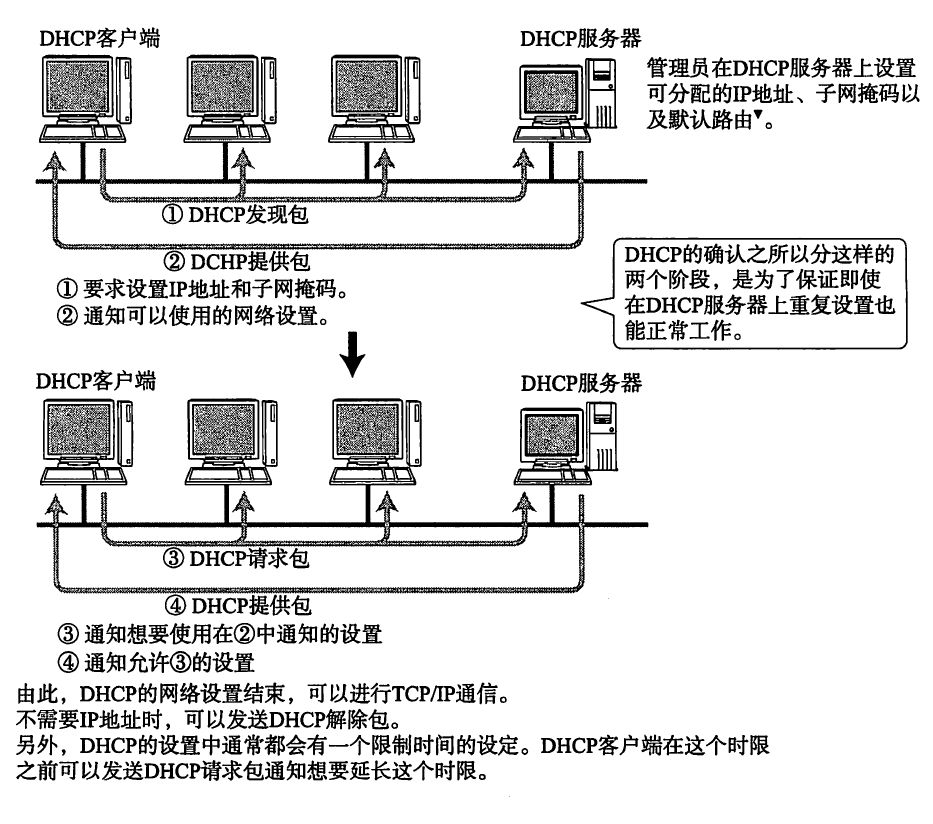 DHCP客户端
DHCP服务器
管理员在DHCP服务器上设置
可分配的IP地址、子网掩码以
及默认路由▼。
① DHCP发现包
② DCHP提供包
① 要求设置IP地址和子网掩码。
② 通知可以使用的网络设置。
DHCP的确认之所以分这样的
两个阶段，是为了保证即使
在DHCP服务器上重复设置也
能正常工作。
DHCP客户端
DHCP服务器
③ DHCP请求包
④ DHCP提供包
③ 通知想要使用在②中通知的设置
④ 通知允许③的设置
由此，DHCP的网络设置结束，可以进行TCP/IP通信。
不需要IP地址时，可以发送DHCP解除包。
另外，DHCP的设置中通常都会有一个限制时间的设定。DHCP客户端在这个时限
之前可以发送DHCP请求包通知想要延长这个时限。